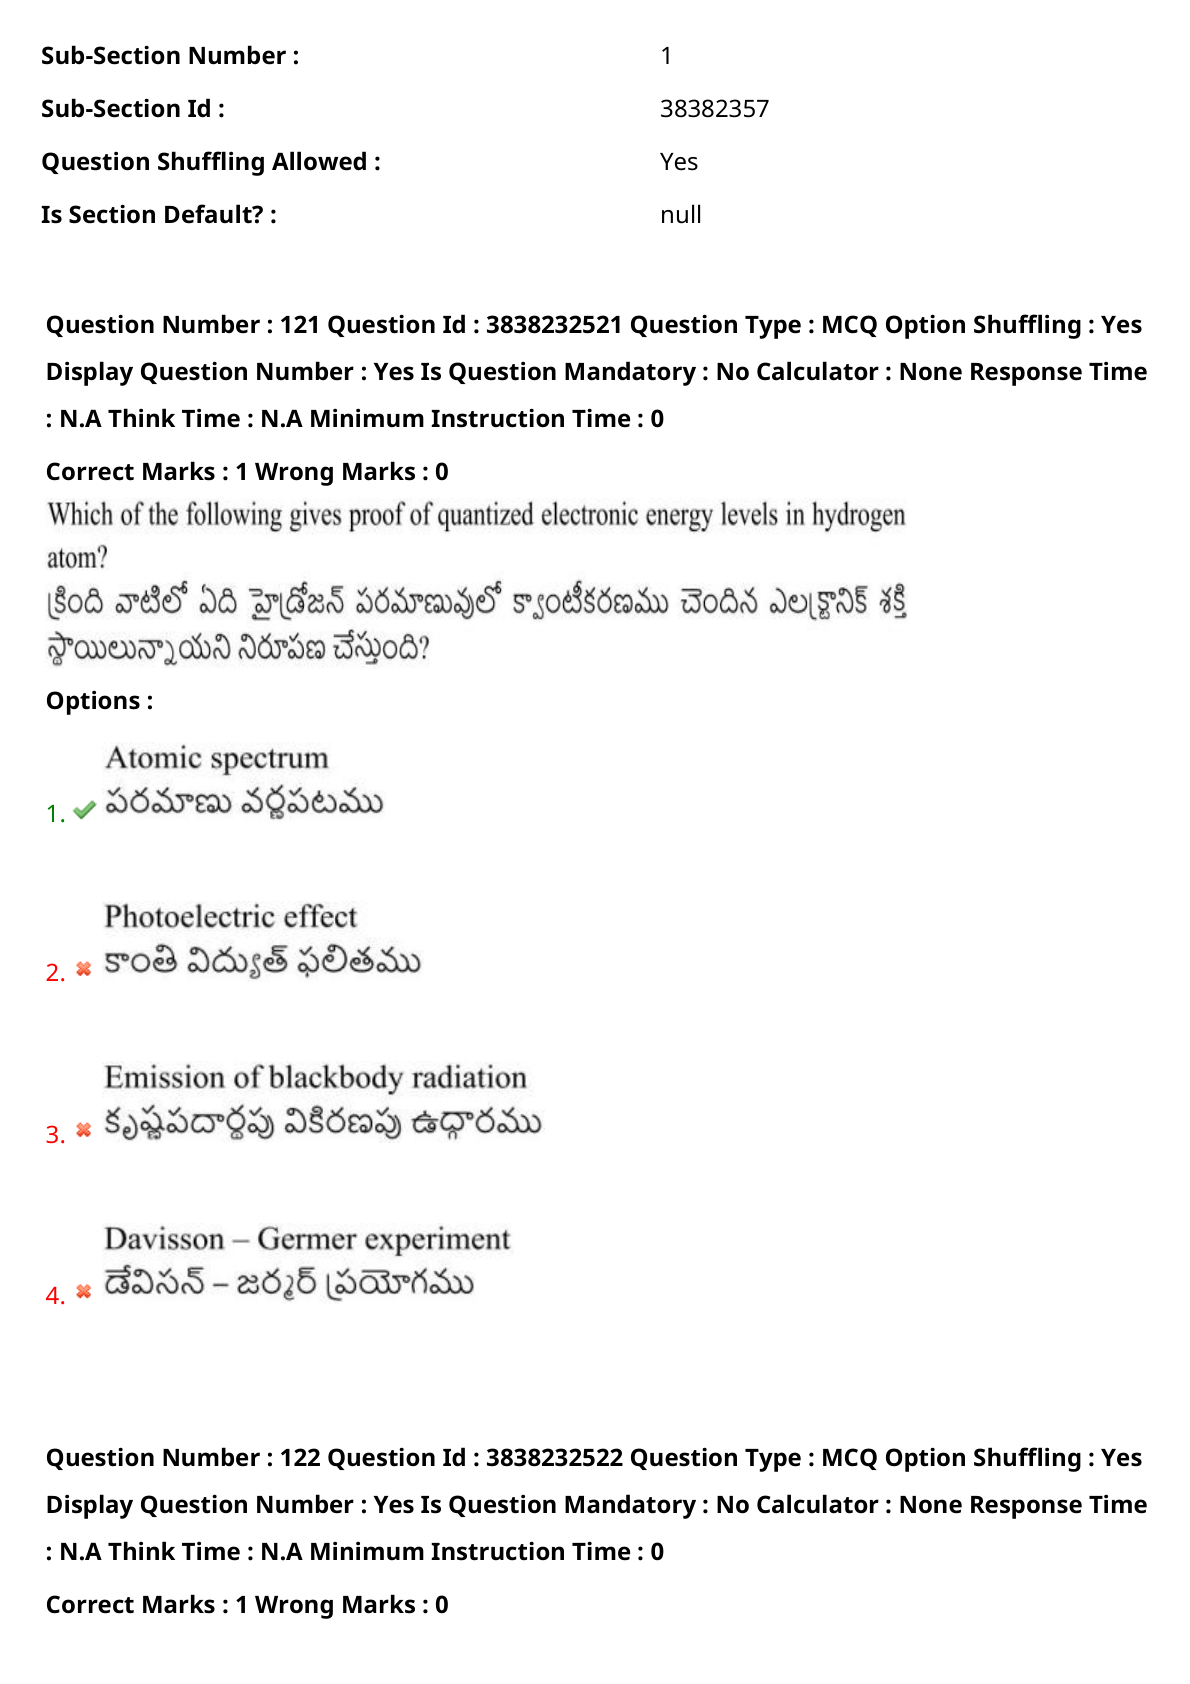 Sub-Section Number : 1
Sub-Section Id : 38382357
Question Shuffling Allowed : Yes
Is Section Default? : null
Question Number : 121 Question Id : 3838232521 Question Type : MCQ Option Shuffling : Yes
Display Question Number : Yes Is Question Mandatory : No Calculator : None Response Time
: N.A Think Time : N.A Minimum Instruction Time : 0
Correct Marks : 1 Wrong Marks : 0
Which of the following gives proof of quantized electronic energy levels in hydrogen
atom?
క్రింది వాటిలో ఏది హైడ్రోజన్ పరమాణువులో క్వాంటీకరణము చెందిన ఎలక్ట్రానిక్ శక్తి
స్థాయిలున్నాయని నిరూపణ చేస్తుంది?
Options :
Atomic spectrum
1. పరమాణు వర్ణపటము
Photoelectric effect
2. కాంతి విద్యుత్ ఫలితము
Emission of blackbody radiation
3. కృష్ణపదార్థపు వికిరణపు ఉద్గారము
Davisson – Germer experiment
4. డేవిసన్ – జర్మర్ ప్రయోగము
Question Number : 122 Question Id : 3838232522 Question Type : MCQ Option Shuffling : Yes
Display Question Number : Yes Is Question Mandatory : No Calculator : None Response Time
: N.A Think Time : N.A Minimum Instruction Time : 0
Correct Marks : 1 Wrong Marks : 0